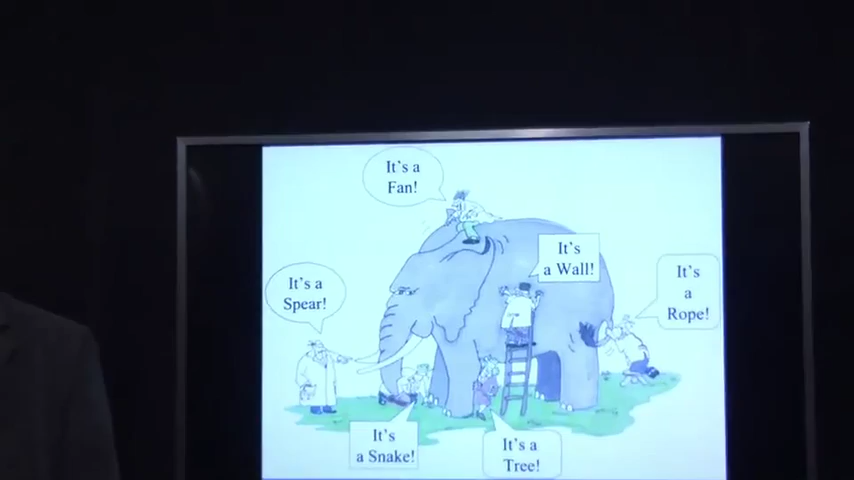 It's a
Fan!
It's
a Wall!
It's a
Spear!
It's
a
Rope!
It's
a Snake!
It's a
Tree!